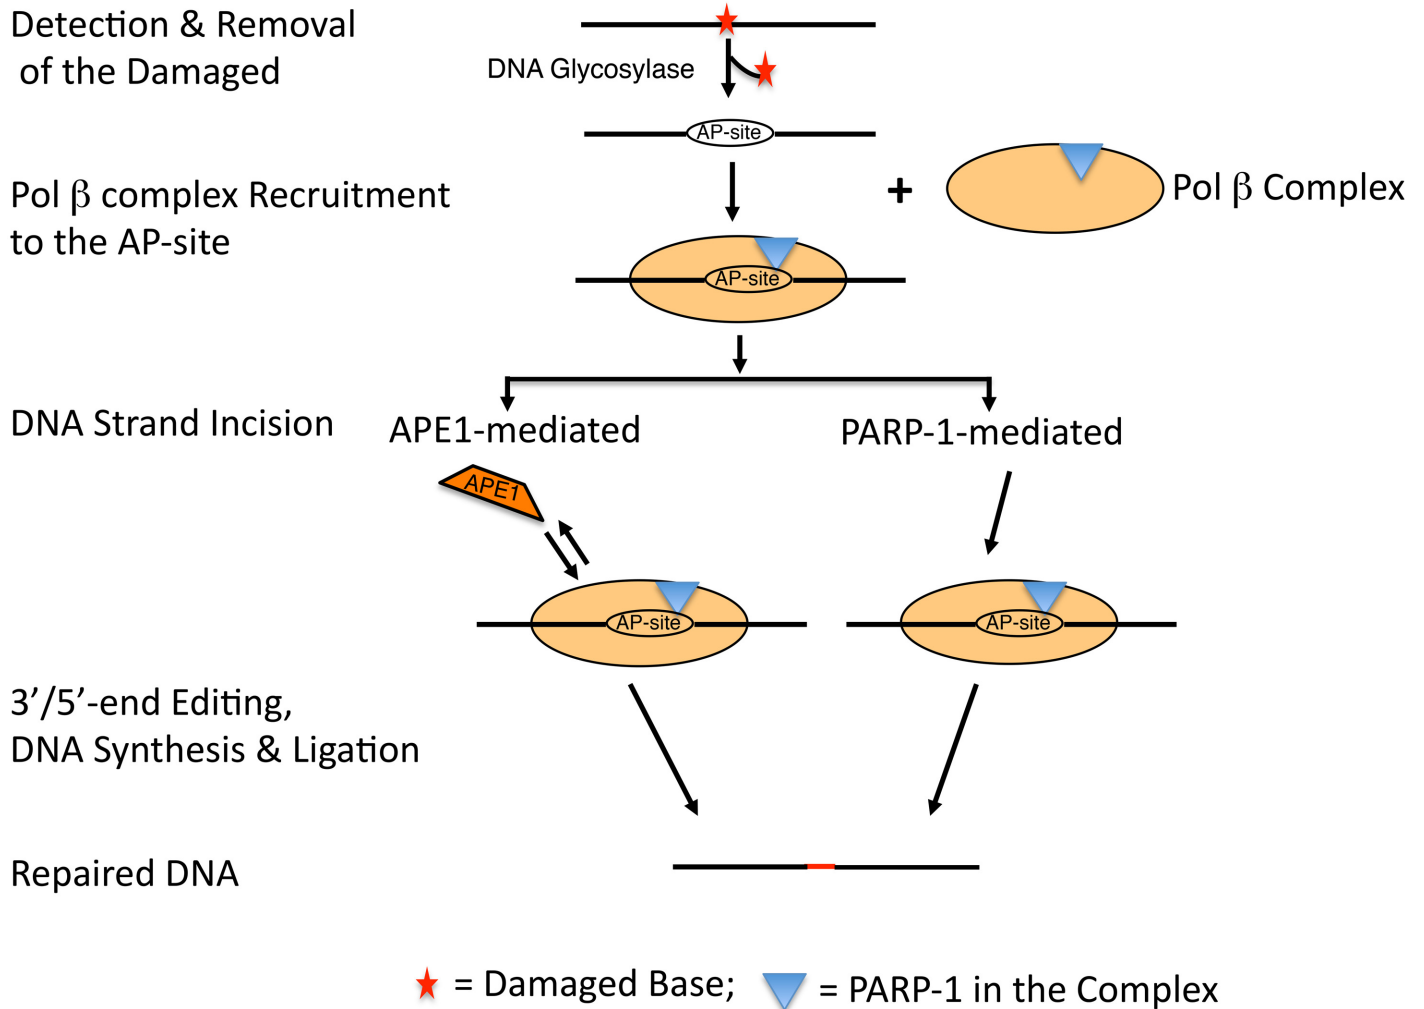 Detection & Removal
of the Damaged
DNA Glycosylase
AP-site
Pol β complex Recruitment
to the AP-site
+
Pol β Complex
AP-site
DNA Strand Incision
APE1-mediated
PARP-1-mediated
APE1
AP-site
AP-site
3’/5’-end Editing,
DNA Synthesis & Ligation
Repaired DNA
= Damaged Base;
= PARP-1 in the Complex